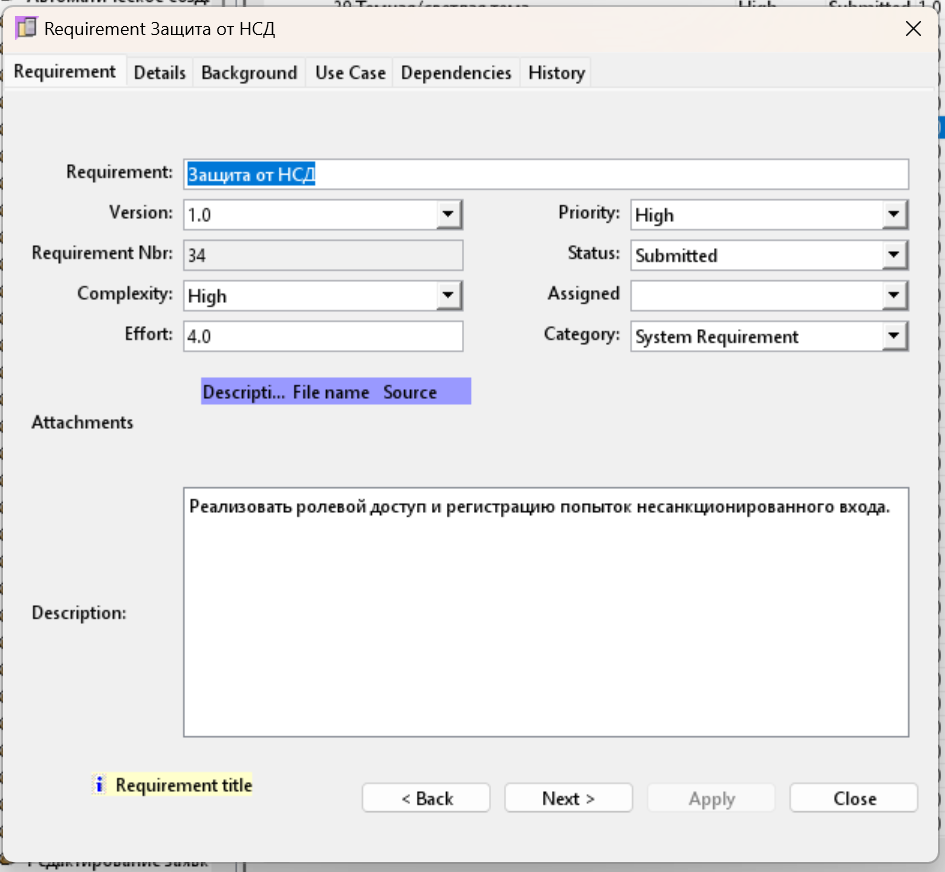 Requirement Защита от НСД
Requirement Details Background Use Case Dependencies History
Requirement: Защита от НСД
Version: 1.0 Priority: High
Requirement Nbr: 34 Status: Submitted
Complexity: High Assigned
Effort: 4.0 Category: System Requirement
Descripti... File name Source
Attachments
Реализовать ролевой доступ и регистрацию попыток несанкционированного входа.
Description:
i Requirement title
< Back Next > Apply Close